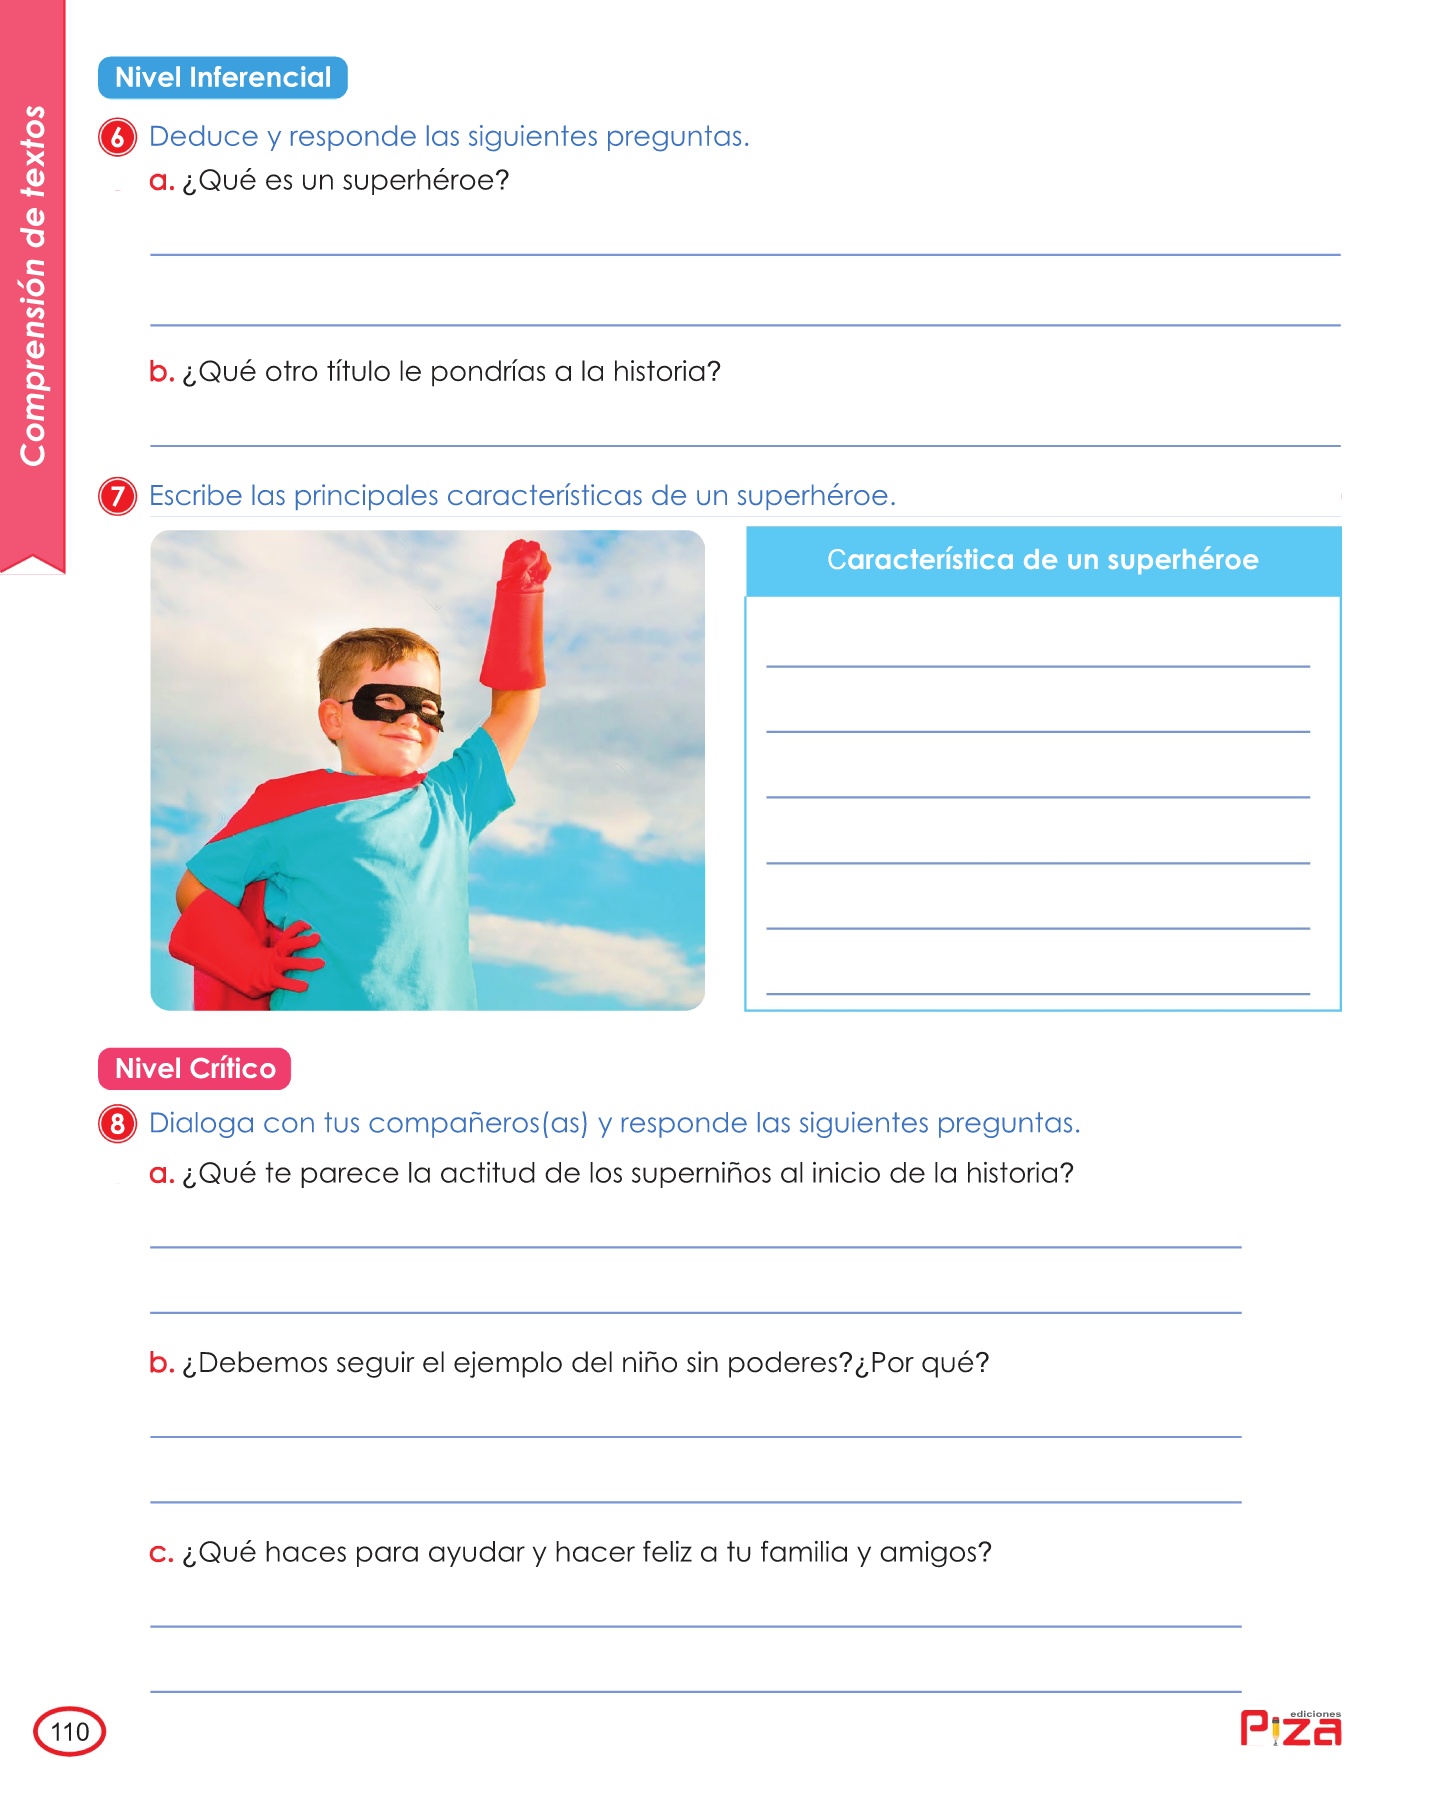 Comprensión de textos
Nivel Inferencial
6 Deduce y responde las siguientes preguntas.
a. ¿Qué es un superhéroe?
b. ¿Qué otro título le pondrías a la historia?
7 Escribe las principales características de un superhéroe.
Característica de un superhéroe
Nivel Crítico
8 Dialoga con tus compañeros(as) y responde las siguientes preguntas.
a. ¿Qué te parece la actitud de los superniños al inicio de la historia?
b. ¿Debemos seguir el ejemplo del niño sin poderes?¿Por qué?
c. ¿Qué haces para ayudar y hacer feliz a tu familia y amigos?
110
ediciones
Piza